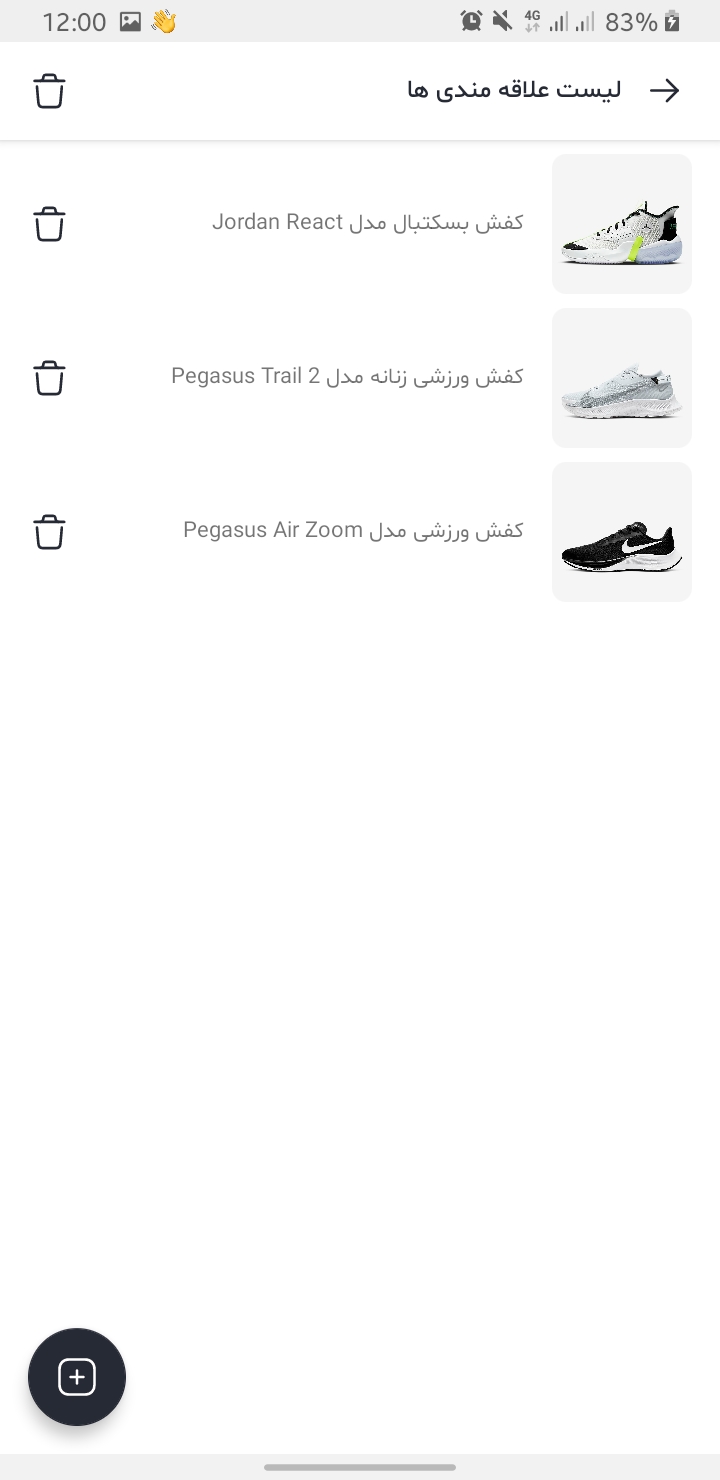 12:00
4G
83%
لیست علاقه مندی ها
کفش بسکتبال مدل Jordan React
کفش ورزشی زنانه مدل Pegasus Trail 2
کفش ورزشی مدل Pegasus Air Zoom